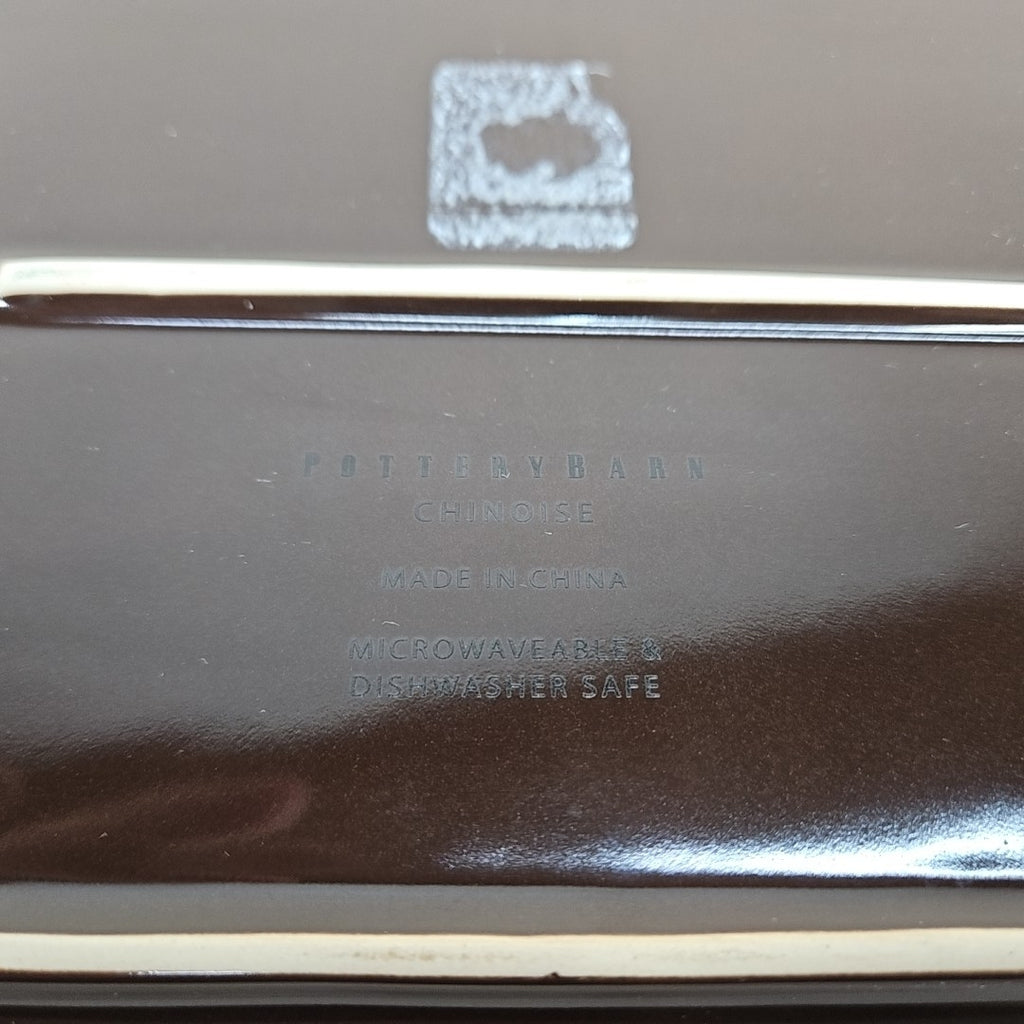 POTTERYBARN
CHINOISE
MADE IN CHINA
MICROWAVEABLE &
DISHWASHER SAFE